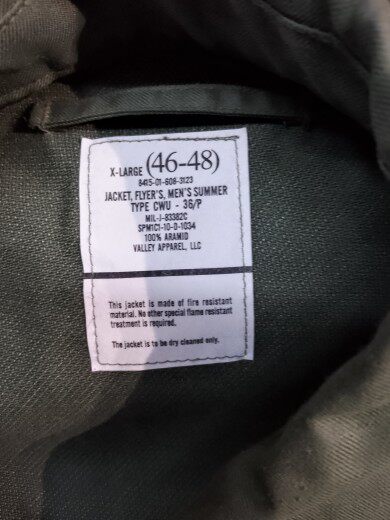 X-LARGE (46-48)
8415-01-608-3123
JACKET, FLYER'S, MEN'S SUMMER
TYPE CWU - 36/P
MIL-J-83382C
SPM1C1-10-D-1034
100% ARAMID
VALLEY APPAREL, LLC
This jacket is made of fire resistant
material. No other special flame resistant
treatment is required.
The jacket is to be dry cleaned only.